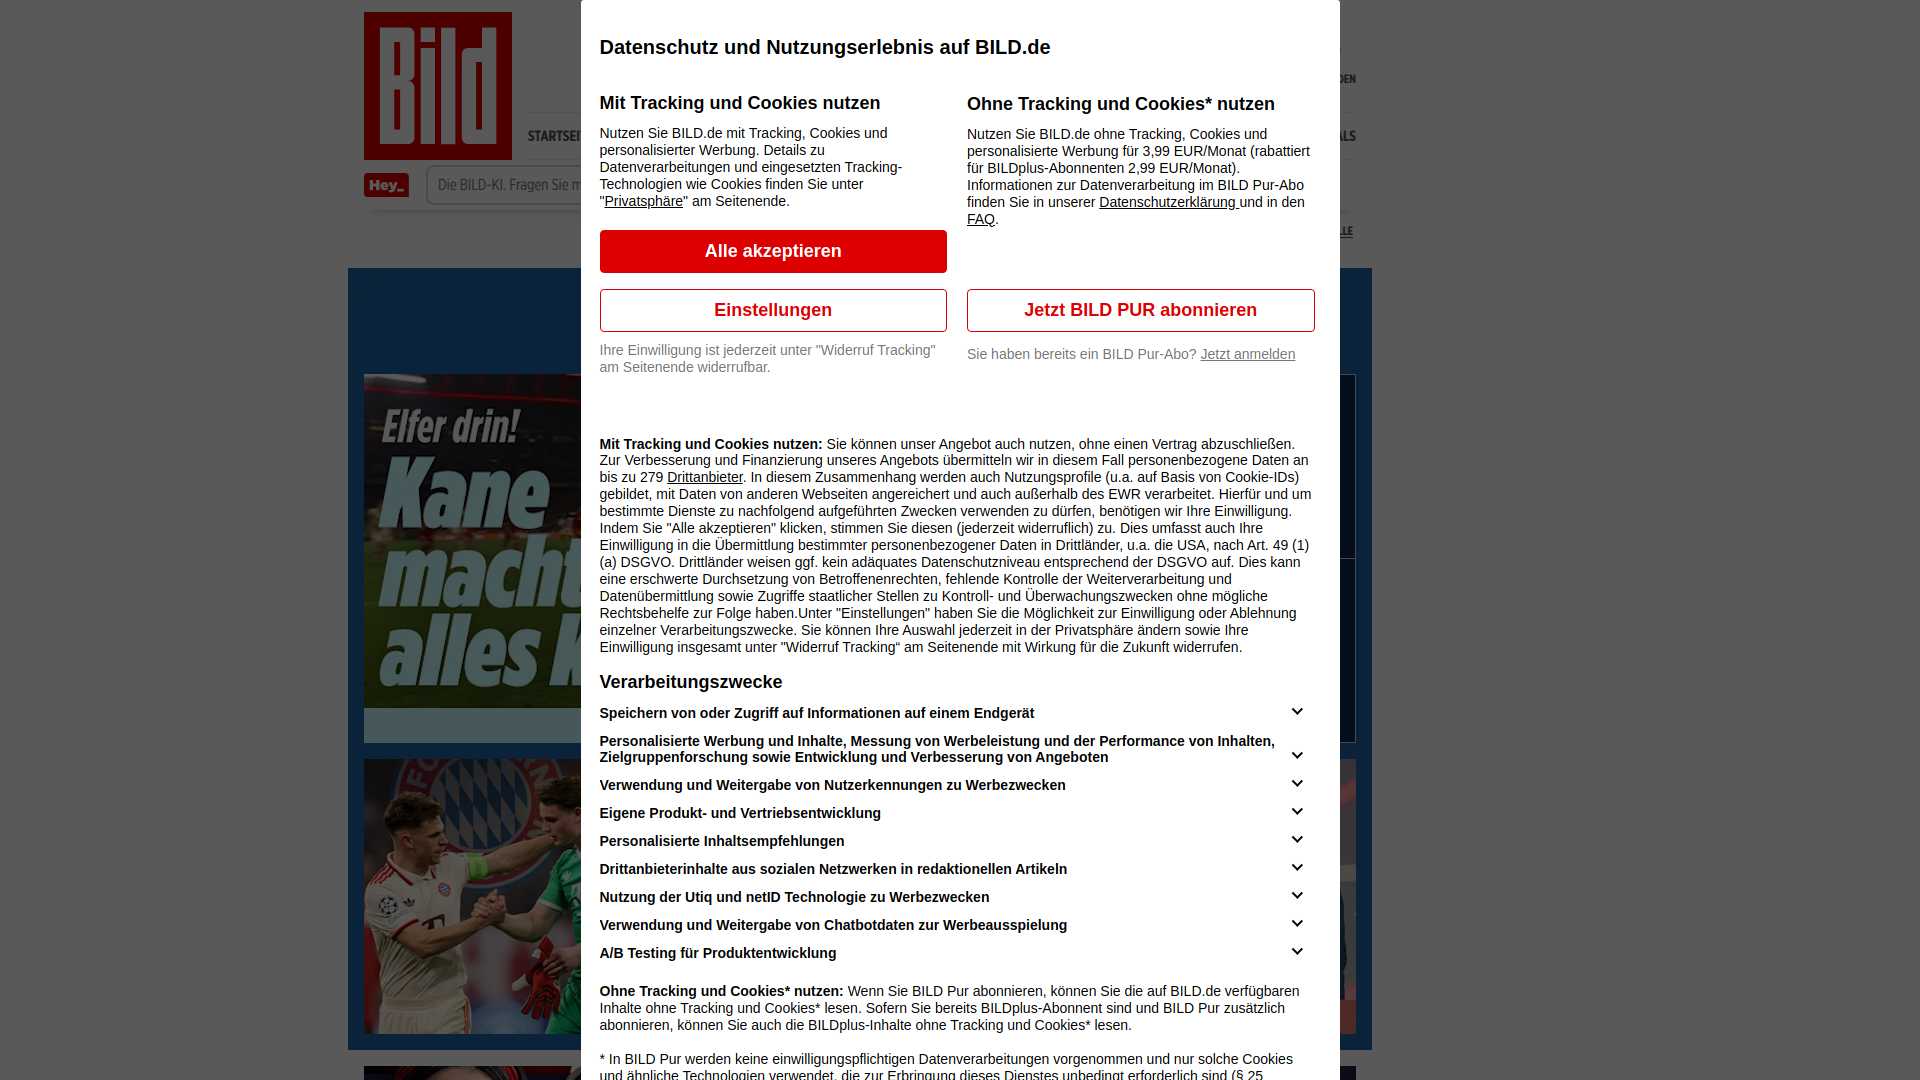 Bild
DEN
STARTSEI
ALS
Hey_
Die BILD-KI. Fragen Sie m
LLE
Elfer drin!
Kane
macht
alles k
Datenschutz und Nutzungserlebnis auf BILD.de
Mit Tracking und Cookies nutzen
Nutzen Sie BILD.de mit Tracking, Cookies und
personalisierter Werbung. Details zu
Datenverarbeitungen und eingesetzten Tracking-
Technologien wie Cookies finden Sie unter
"Privatsphäre" am Seitenende.
Alle akzeptieren
Einstellungen
Ihre Einwilligung ist jederzeit unter "Widerruf Tracking"
am Seitenende widerrufbar.
Ohne Tracking und Cookies* nutzen
Nutzen Sie BILD.de ohne Tracking, Cookies und
personalisierte Werbung für 3,99 EUR/Monat (rabattiert
für BILDplus-Abonnenten 2,99 EUR/Monat).
Informationen zur Datenverarbeitung im BILD Pur-Abo
finden Sie in unserer Datenschutzerklärung und in den
FAQ.
Jetzt BILD PUR abonnieren
Sie haben bereits ein BILD Pur-Abo? Jetzt anmelden
Mit Tracking und Cookies nutzen: Sie können unser Angebot auch nutzen, ohne einen Vertrag abzuschließen.
Zur Verbesserung und Finanzierung unseres Angebots übermitteln wir in diesem Fall personenbezogene Daten an
bis zu 279 Drittanbieter. In diesem Zusammenhang werden auch Nutzungsprofile (u.a. auf Basis von Cookie-IDs)
gebildet, mit Daten von anderen Webseiten angereichert und auch außerhalb des EWR verarbeitet. Hierfür und um
bestimmte Dienste zu nachfolgend aufgeführten Zwecken verwenden zu dürfen, benötigen wir Ihre Einwilligung.
Indem Sie "Alle akzeptieren" klicken, stimmen Sie diesen (jederzeit widerruflich) zu. Dies umfasst auch Ihre
Einwilligung in die Übermittlung bestimmter personenbezogener Daten in Drittländer, u.a. die USA, nach Art. 49 (1)
(a) DSGVO. Drittländer weisen ggf. kein adäquates Datenschutzniveau entsprechend der DSGVO auf. Dies kann
eine erschwerte Durchsetzung von Betroffenenrechten, fehlende Kontrolle der Weiterverarbeitung und
Datenübermittlung sowie Zugriffe staatlicher Stellen zu Kontroll- und Überwachungszwecken ohne mögliche
Rechtsbehelfe zur Folge haben.Unter "Einstellungen" haben Sie die Möglichkeit zur Einwilligung oder Ablehnung
einzelner Verarbeitungszwecke. Sie können Ihre Auswahl jederzeit in der Privatsphäre ändern sowie Ihre
Einwilligung insgesamt unter "Widerruf Tracking“ am Seitenende mit Wirkung für die Zukunft widerrufen.
Verarbeitungszwecke
Speichern von oder Zugriff auf Informationen auf einem Endgerät
Personalisierte Werbung und Inhalte, Messung von Werbeleistung und der Performance von Inhalten,
Zielgruppenforschung sowie Entwicklung und Verbesserung von Angeboten
Verwendung und Weitergabe von Nutzerkennungen zu Werbezwecken
Eigene Produkt- und Vertriebsentwicklung
Personalisierte Inhaltsempfehlungen
Drittanbieterinhalte aus sozialen Netzwerken in redaktionellen Artikeln
Nutzung der Utiq und netID Technologie zu Werbezwecken
Verwendung und Weitergabe von Chatbotdaten zur Werbeausspielung
A/B Testing für Produktentwicklung
Ohne Tracking und Cookies* nutzen: Wenn Sie BILD Pur abonnieren, können Sie die auf BILD.de verfügbaren
Inhalte ohne Tracking und Cookies* lesen. Sofern Sie bereits BILDplus-Abonnent sind und BILD Pur zusätzlich
abonnieren, können Sie auch die BILDplus-Inhalte ohne Tracking und Cookies* lesen.
* In BILD Pur werden keine einwilligungspflichtigen Datenverarbeitungen vorgenommen und nur solche Cookies
und ähnliche Technologien verwendet, die zur Erbringung dieses Dienstes unbedingt erforderlich sind (§ 25